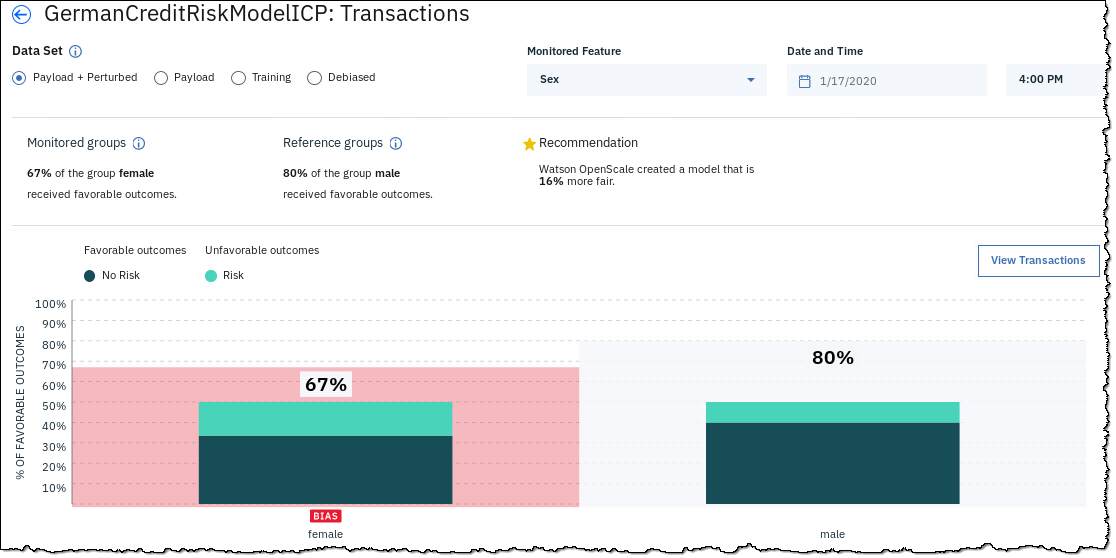 GermanCreditRiskModelICP: Transactions
Data Set
Payload + Perturbed
Payload
Training
Debiased
Monitored Feature
Sex
Date and Time
1/17/2020
4:00 PM
Monitored groups
67% of the group female
received favorable outcomes.
Reference groups
80% of the group male
received favorable outcomes.
Recommendation
Watson OpenScale created a model that is
16% more fair.
Favorable outcomes
No Risk
Unfavorable outcomes
Risk
View Transactions
% OF FAVORABLE OUTCOMES
100%
90%
80%
70%
60%
50%
40%
30%
20%
10%
67%
80%
BIAS
female
male